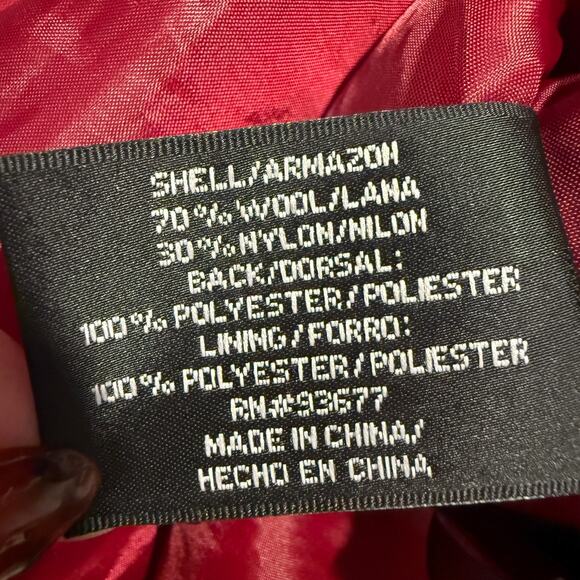 SHELL/ARMAZON
70% WOOL/LANA
30% NYLON/NILON
BACK/DORSAL:
100% POLYESTER/POLIESTER
LINING/FORRO:
100% POLYESTER/POLIESTER
RN#93677
MADE IN CHINA/
HECHO EN CHINA